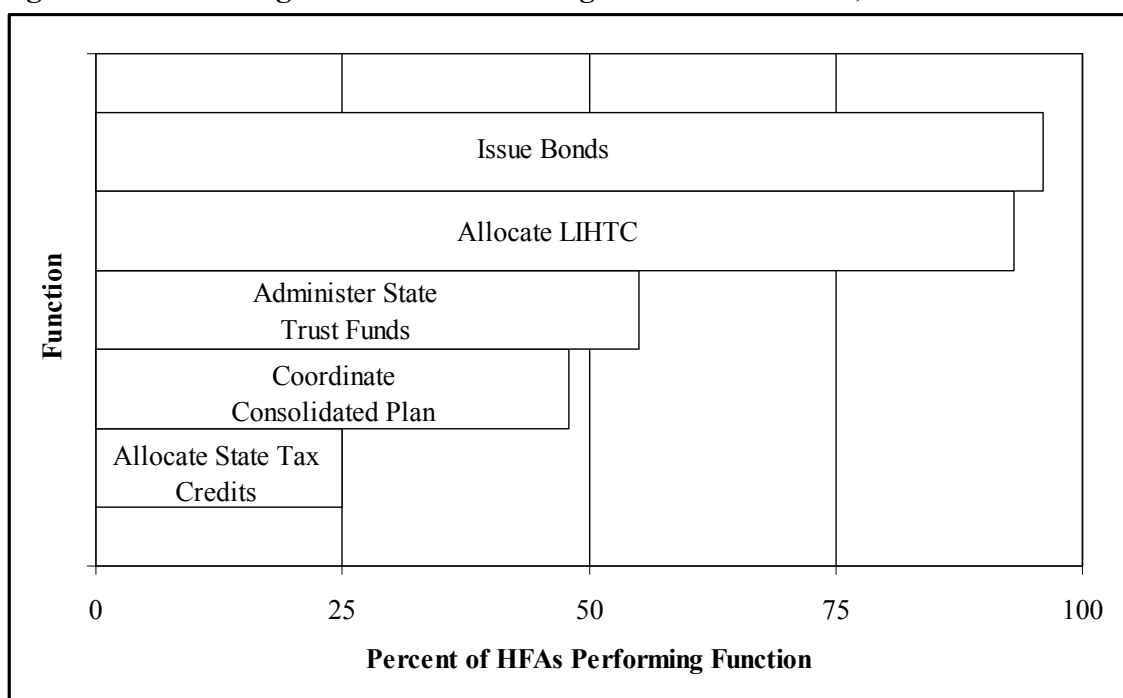 Issue Bonds
Allocate LIHTC
Administer State
Trust Funds
Coordinate
Consolidated Plan
Allocate State Tax
Credits
Function
0 25 50 75 100
Percent of HFAs Performing Function